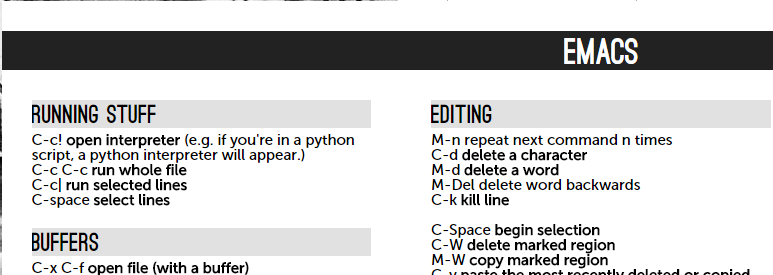 EMACS
RUNNING STUFF
C-c! open interpreter (e.g. if you're in a python
script, a python interpreter will appear.)
C-c C-c run whole file
C-c| run selected lines
C-space select lines
BUFFERS
C-x C-f open file (with a buffer)
EDITING
M-n repeat next command n times
C-d delete a character
M-d delete a word
M-Del delete word backwards
C-k kill line
C-Space begin selection
C-W delete marked region
M-W copy marked region
C-y paste the most recently deleted or copied